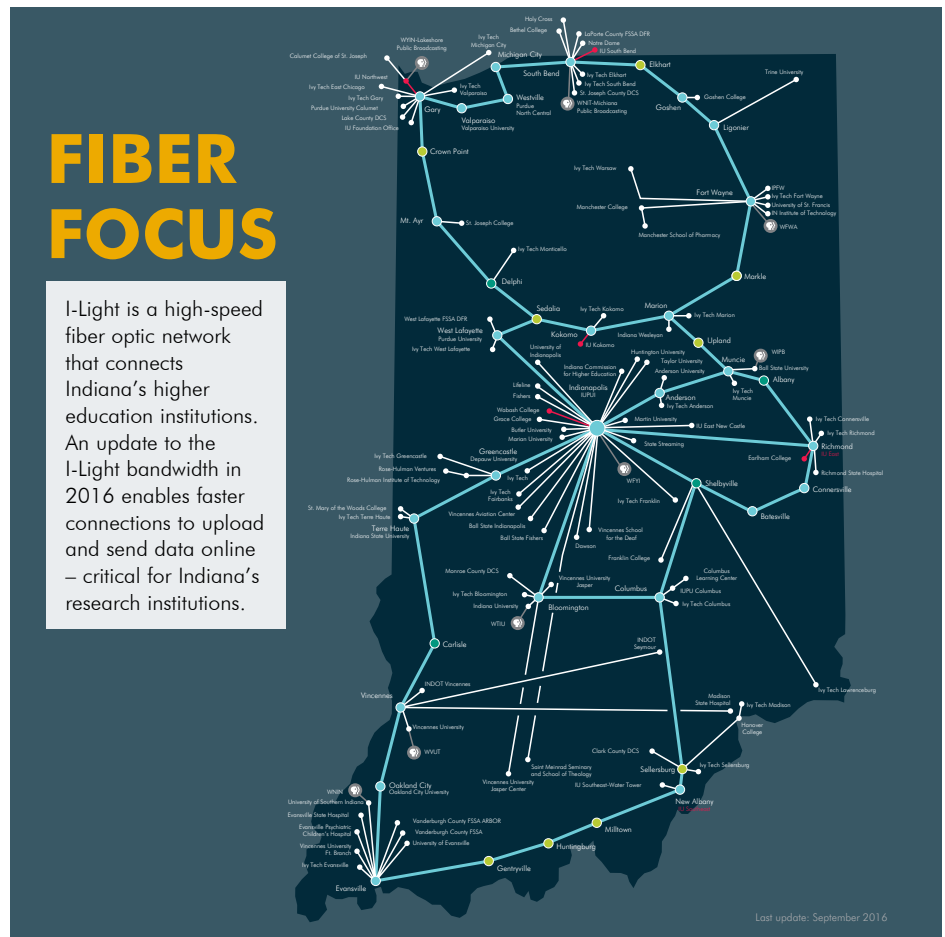 FIBER
FOCUS
I-Light is a high-speed
fiber optic network
that connects
Indiana's higher
education institutions.
An update to the
I-Light bandwidth in
2016 enables faster
connections to upload
and send data online
– critical for Indiana's
research institutions.
Holy Cross
Bethel College
LaPorte County FSSA DFR
Notre Dame
IU South Bend
South Bend
Ivy Tech Elkhart
Ivy Tech South Bend
St. Joseph County DCS
WNIT-Michiana
Public Broadcasting
WYIN-Lakeshore
Public Broadcasting
Ivy Tech
Michigan City
Michigan City
Calumet College of St. Joseph
IU Northwest
Ivy Tech East Chicago
Ivy Tech Gary
Purdue University Calumet
Lake County DCS
IU Foundation Office
Gary
Ivy Tech
Valparaiso
Valparaiso
Valparaiso University
Westville
Purdue
North Central
Elkhart
Goshen
Goshen College
Trine University
Ligonier
Crown Point
Ivy Tech Warsaw
Manchester College
Manchester School of Pharmacy
Fort Wayne
IPFW
Ivy Tech Fort Wayne
University of St. Francis
IN Institute of Technology
WFWA
Mt. Ayr
St. Joseph College
Ivy Tech Monticello
Delphi
Markle
Sedalia
West Lafayette FSSA DFR
West Lafayette
Purdue University
Ivy Tech West Lafayette
Kokomo
Ivy Tech Kokomo
IU Kokomo
Marion
Ivy Tech Marion
Indiana Wesleyan
Upland
University of
Indianapolis
Indiana Commission
for Higher Education
Huntington University
Taylor University
Anderson University
Muncie
WIPB
Ball State University
Ivy Tech
Muncie
Albany
Lifeline
Fishers
Indianapolis
IUPUI
Anderson
Ivy Tech Anderson
Wabash College
Grace College
Butler University
Marian University
Martin University
IU East New Castle
State Streaming
Ivy Tech Connersville
Ivy Tech Richmond
Richmond
IU East
Earlham College
Richmond State Hospital
Connersville
Batesville
Greencastle
Depauw University
Ivy Tech Greencastle
Rose-Hulman Ventures
Rose-Hulman Institute of Technology
Ivy Tech
Ivy Tech
Fairbanks
Vincennes Aviation Center
Ball State Indianapolis
Ball State Fishers
Dawson
Vincennes School
for the Deaf
WFYI
Ivy Tech Franklin
Shelbyville
Franklin College
St. Mary of the Woods College
Ivy Tech Terre Haute
Terre Haute
Indiana State University
Monroe County DCS
Ivy Tech Bloomington
Indiana University
WTIU
Bloomington
Vincennes University
Jasper
Columbus
Columbus
Learning Center
IUPU Columbus
Ivy Tech Columbus
Carlisle
INDOT
Seymour
Vincennes
INDOT Vincennes
Vincennes University
WVUT
Ivy Tech Lawrenceburg
Madison
State Hospital
Ivy Tech Madison
Hanover
College
Clark County DCS
Sellersburg
Ivy Tech Sellersburg
IU Southeast-Water Tower
New Albany
IU Southeast
Saint Meinrad Seminary
and School of Theology
Vincennes University
Jasper Center
Oakland City
Oakland City University
WNIN
University of Southern Indiana
Evansville State Hospital
Evansville Psychiatric
Children's Hospital
Vincennes University
Ft. Branch
Ivy Tech Evansville
Evansville
Vanderburgh County FSSA ARBOR
Vanderburgh County FSSA
University of Evansville
Gentryville
Huntingburg
Milltown
Last update: September 2016